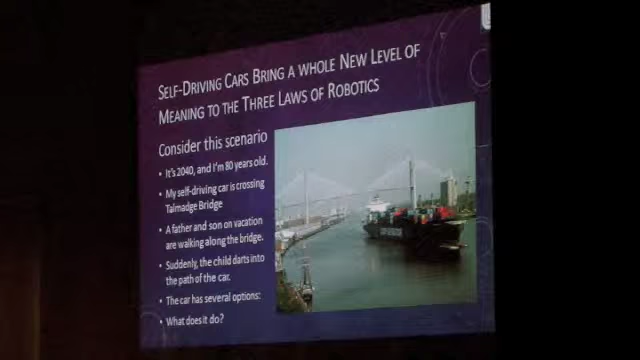 Self-Driving Cars Bring a whole New Level of
Meaning to the Three Laws of Robotics
Consider this scenario
• It's 2040, and I'm 80 years old.
• My self-driving car is crossing
Talmadge Bridge
• A father and son on vacation
are walking along the bridge.
• Suddenly, the child darts into
the path of the car.
• The car has several options:
• What does it do?